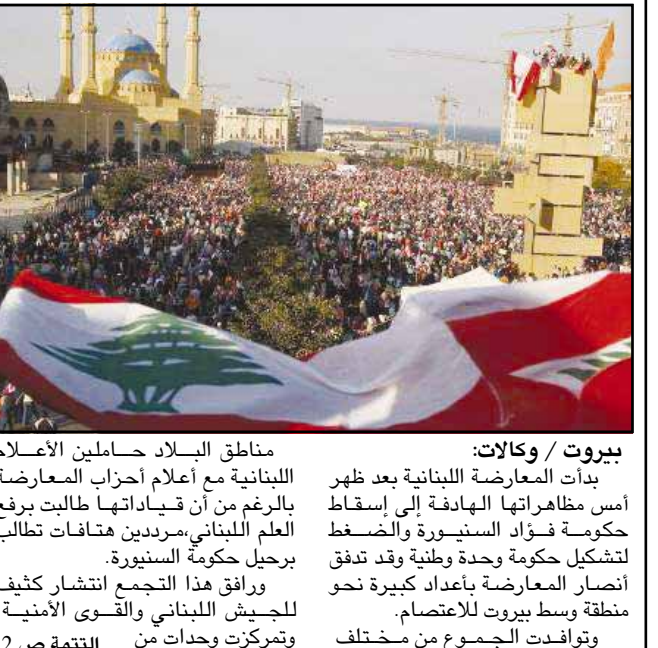 بيروت / وكالات:
بدأت المعارضة اللبنانية بعد ظهر
أمس مظاهراتها الهادفة إلى إسقاط
حكومة فؤاد السنيورة والضغط
لتشكيل حكومة وحدة وطنية وقد تدفق
أنصار المعارضة بأعداد كبيرة نحو
منطقة وسط بيروت للاعتصام.
وتوافدت الجموع من مختلف
مناطق البلاد حاملين الأعلام
اللبنانية مع أعلام أحزاب المعارضة
بالرغم من أن قياداتها طالبت برفع
العلم اللبناني،مرددين هتافات تطالب
برحيل حكومة السنيورة.
ورافق هذا التجمع انتشار كثيف
للجيش اللبناني والقوى الأمنية
وتمركزت وحدات من
التتمة ص 2